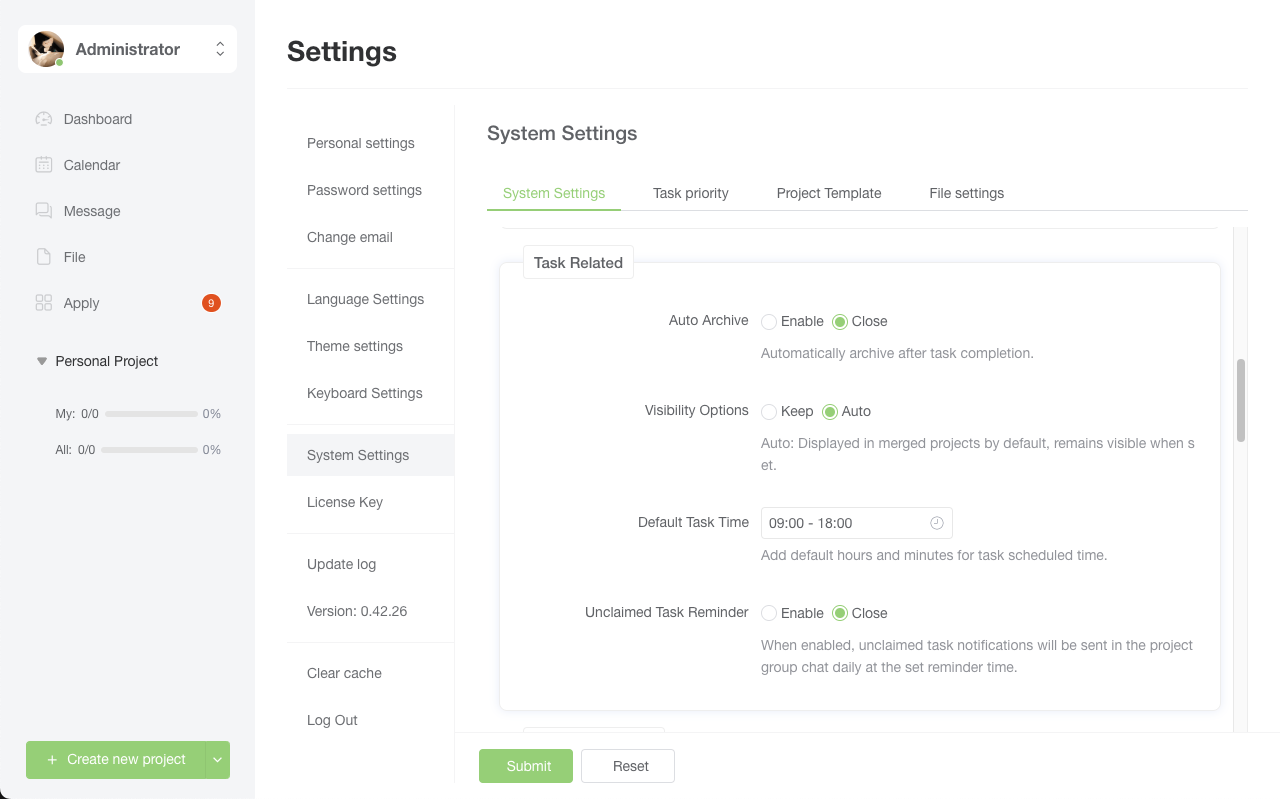 Administrator
Dashboard
Calendar
Message
File
Apply
9
Personal Project
My: 0/0
0%
All: 0/0
0%
Create new project
Settings
Personal settings
Password settings
Change email
Language Settings
Theme settings
Keyboard Settings
System Settings
License Key
Update log
Version: 0.42.26
Clear cache
Log Out
System Settings
System Settings
Task priority
Project Template
File settings
Task Related
Auto Archive
Enable
Close
Automatically archive after task completion.
Visibility Options
Keep
Auto
Auto: Displayed in merged projects by default, remains visible when s
et.
Default Task Time
09:00 - 18:00
Add default hours and minutes for task scheduled time.
Unclaimed Task Reminder
Enable
Close
When enabled, unclaimed task notifications will be sent in the project
group chat daily at the set reminder time.
Submit
Reset